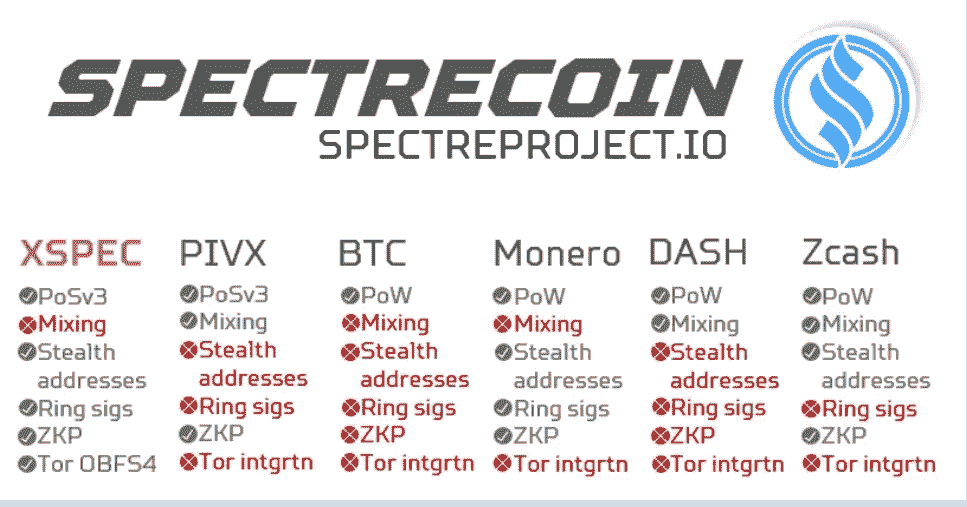 SPECTRECOIN
SPECTREPROJECT.IO
XSPEC
PoSv3
Mixing
Stealth
addresses
Ring sigs
ZKP
Tor OBFS4
PIVX
PoSv3
Mixing
Stealth
addresses
Ring sigs
ZKP
Tor intgrtn
BTC
PoW
Mixing
Stealth
addresses
Ring sigs
ZKP
Tor intgrtn
Monero
PoW
Mixing
Stealth
addresses
Ring sigs
ZKP
Tor intgrtn
DASH
PoW
Mixing
Stealth
addresses
Ring sigs
ZKP
Tor intgrtn
Zcash
PoW
Mixing
Stealth
addresses
Ring sigs
ZKP
Tor intgrtn